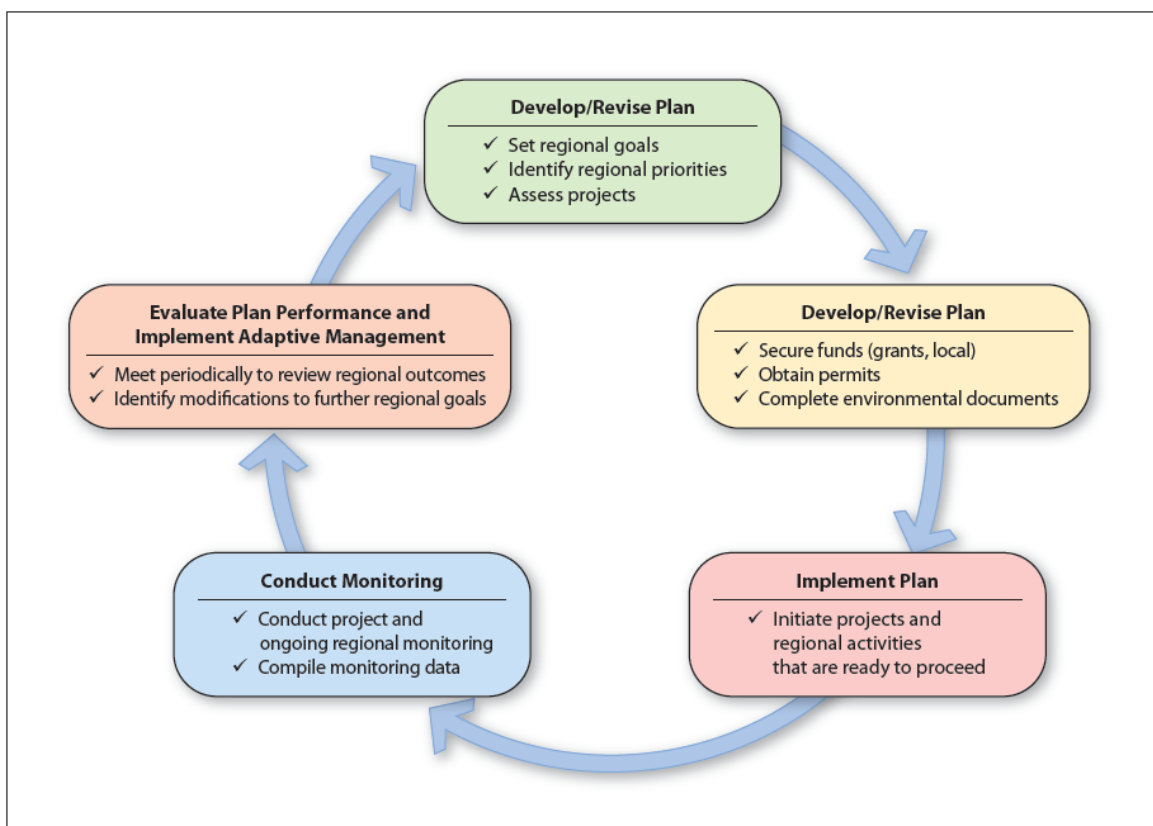 Develop/Revise Plan
✓ Set regional goals
✓ Identify regional priorities
✓ Assess projects
Develop/Revise Plan
✓ Secure funds (grants, local)
✓ Obtain permits
✓ Complete environmental documents
Implement Plan
✓ Initiate projects and
regional activities
that are ready to proceed
Conduct Monitoring
✓ Conduct project and
ongoing regional monitoring
✓ Compile monitoring data
Evaluate Plan Performance and
Implement Adaptive Management
✓ Meet periodically to review regional outcomes
✓ Identify modifications to further regional goals